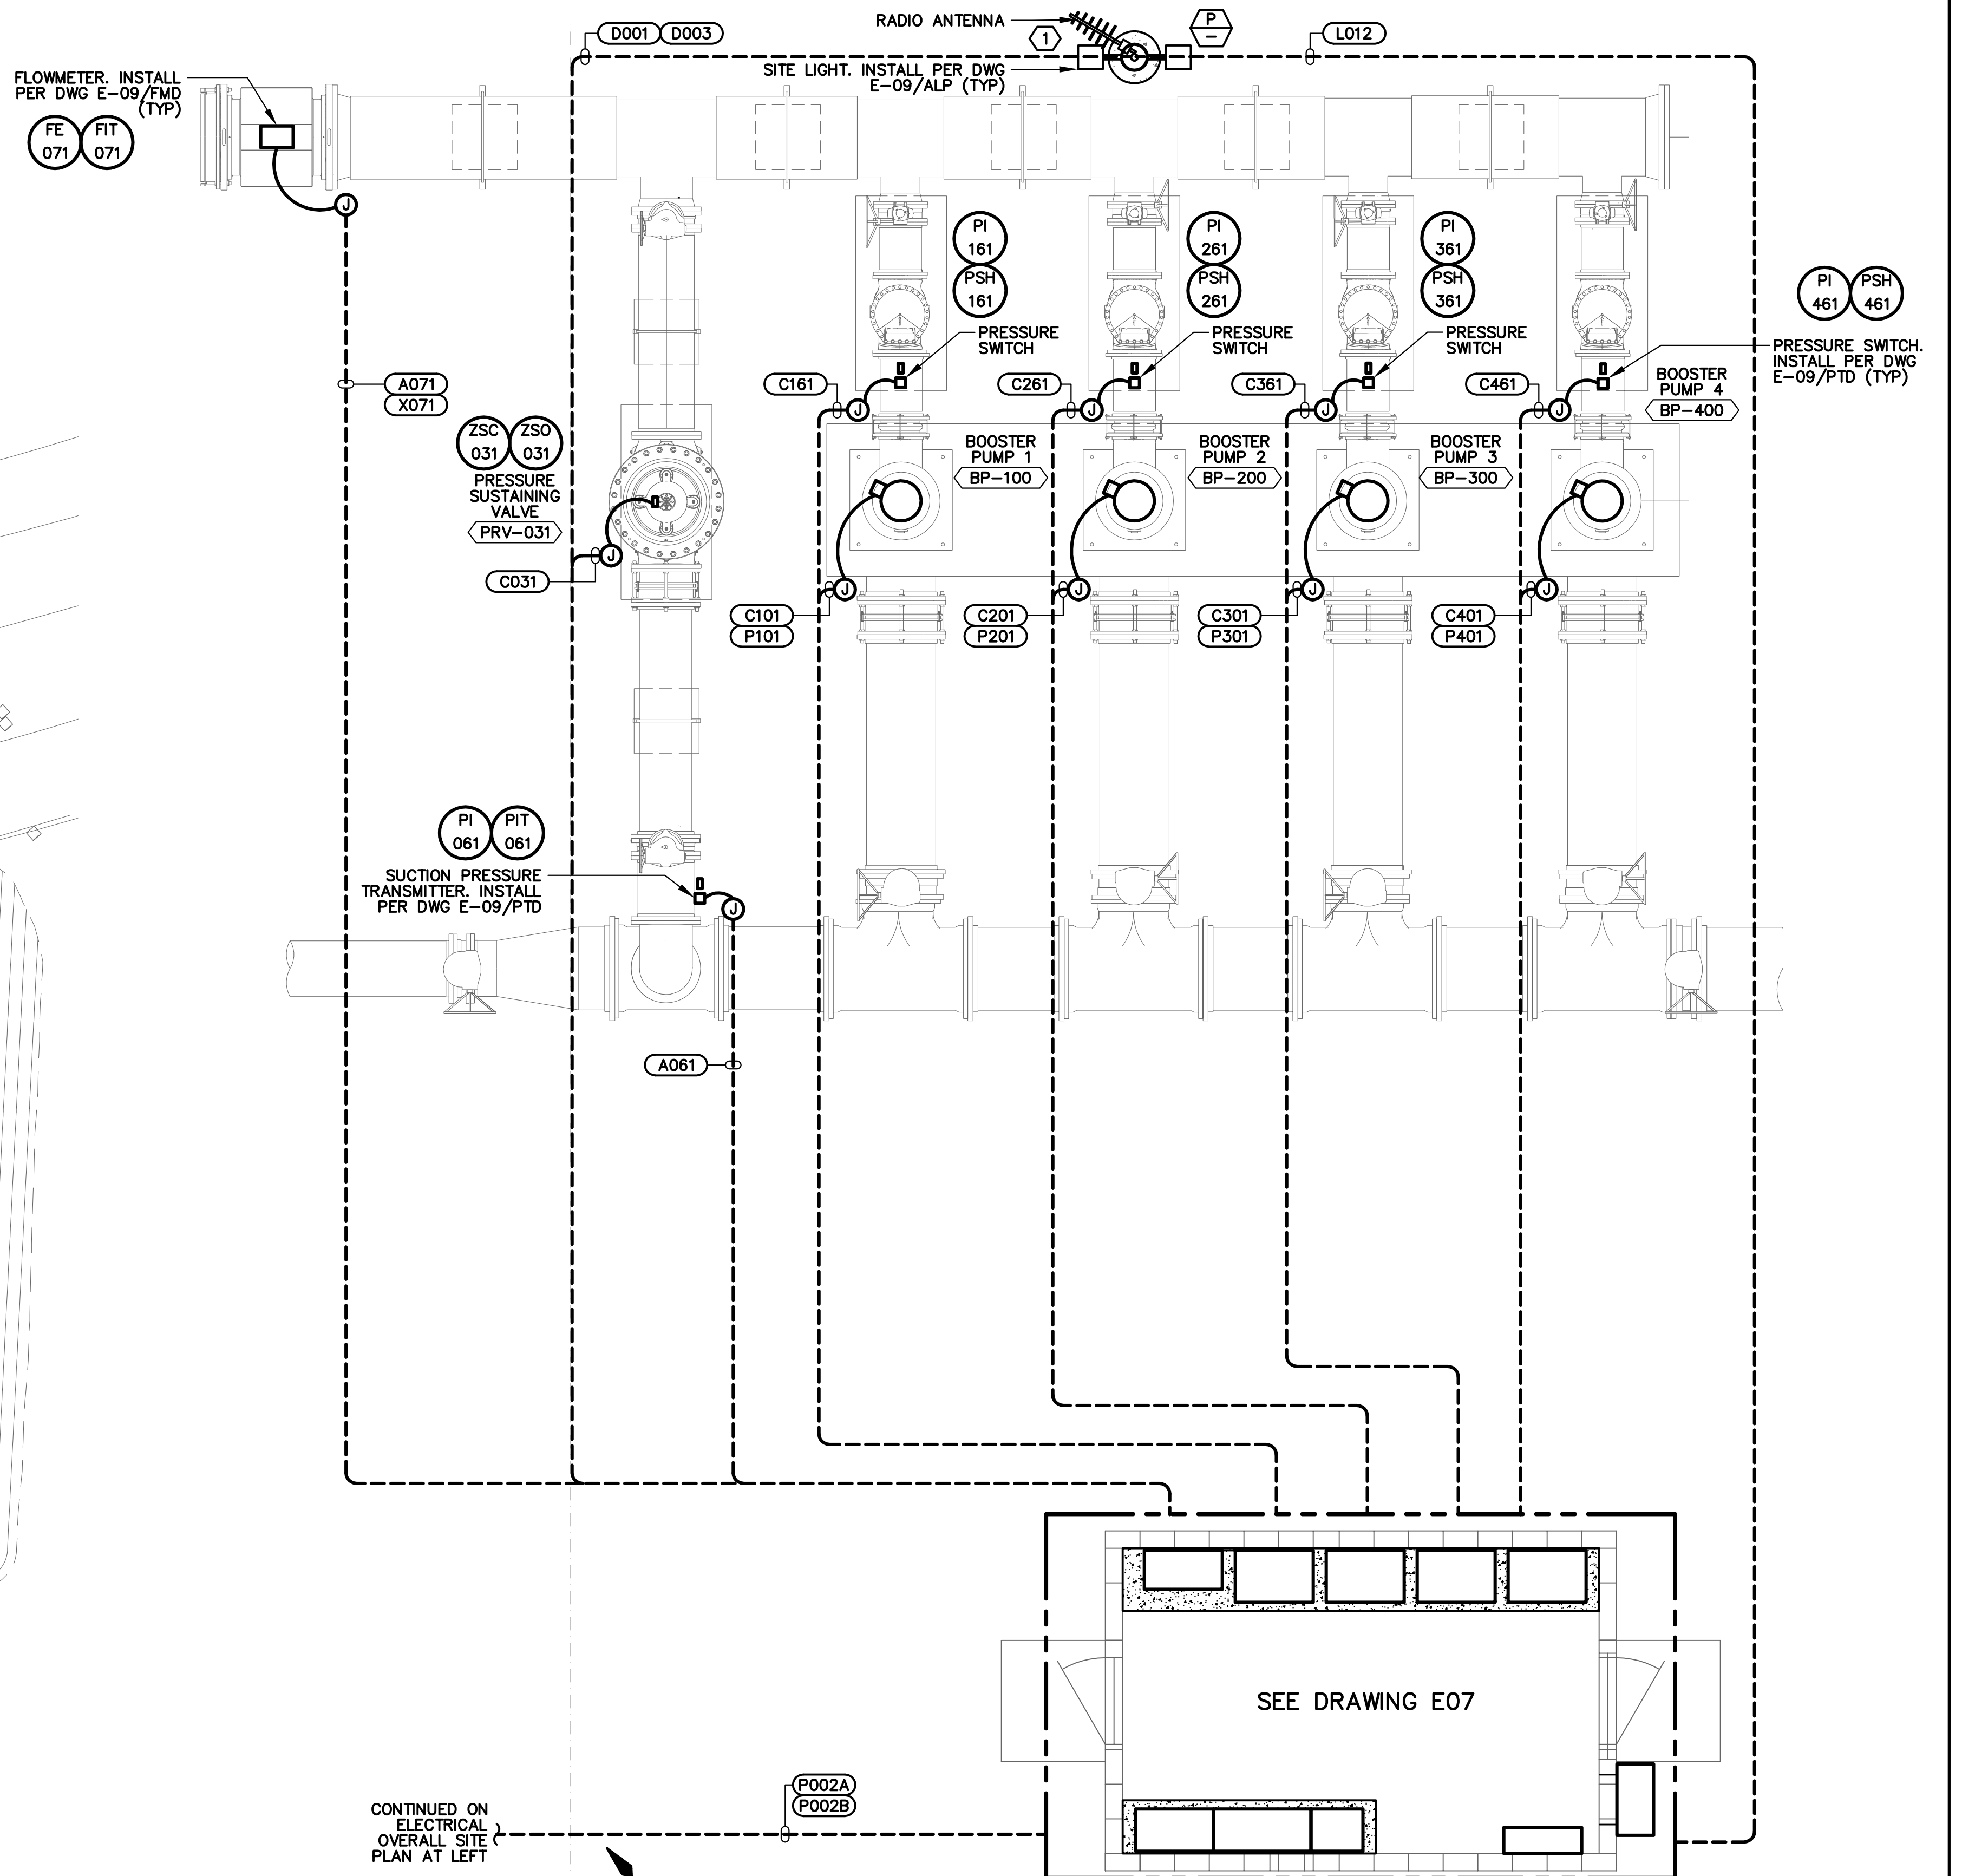 D001 D003
RADIO ANTENNA
1
P
-
L012
FLOWMETER. INSTALL
PER DWG E-09/FMD
(TYP)
SITE LIGHT. INSTALL PER DWG
E-09/ALP (TYP)
FE
071
FIT
071
J
PI
161
PSH
161
PRESSURE
SWITCH
PI
261
PSH
261
PRESSURE
SWITCH
PI
361
PSH
361
PRESSURE
SWITCH
PI
461
PSH
461
PRESSURE SWITCH.
INSTALL PER DWG
E-09/PTD (TYP)
A071
X071
C161
J
C261
J
C361
J
C461
J
BOOSTER
PUMP 4
BP-400
ZSC
031
ZSO
031
PRESSURE
SUSTAINING
VALVE
PRV-031
BOOSTER
PUMP 1
BP-100
BOOSTER
PUMP 2
BP-200
BOOSTER
PUMP 3
BP-300
J
C031
J
C101
P101
J
C201
P201
J
C301
P301
J
C401
P401
PI
061
PIT
061
SUCTION PRESSURE
TRANSMITTER. INSTALL
PER DWG E-09/PTD
J
A061
SEE DRAWING E07
P002A
P002B
CONTINUED ON
ELECTRICAL
OVERALL SITE
PLAN AT LEFT